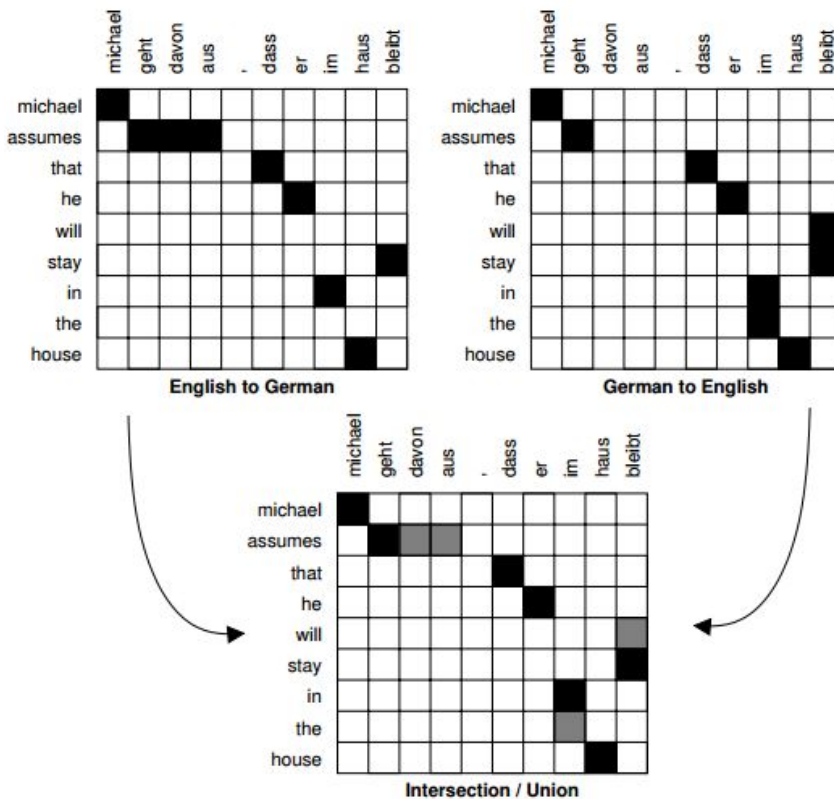 michael geht davon aus , dass er im haus bleibt
michael
assumes
that
he
will
stay
in
the
house
English to German
michael geht davon aus , dass er im haus bleibt
michael
assumes
that
he
will
stay
in
the
house
German to English
michael geht davon aus , dass er im haus bleibt
michael
assumes
that
he
will
stay
in
the
house
Intersection / Union